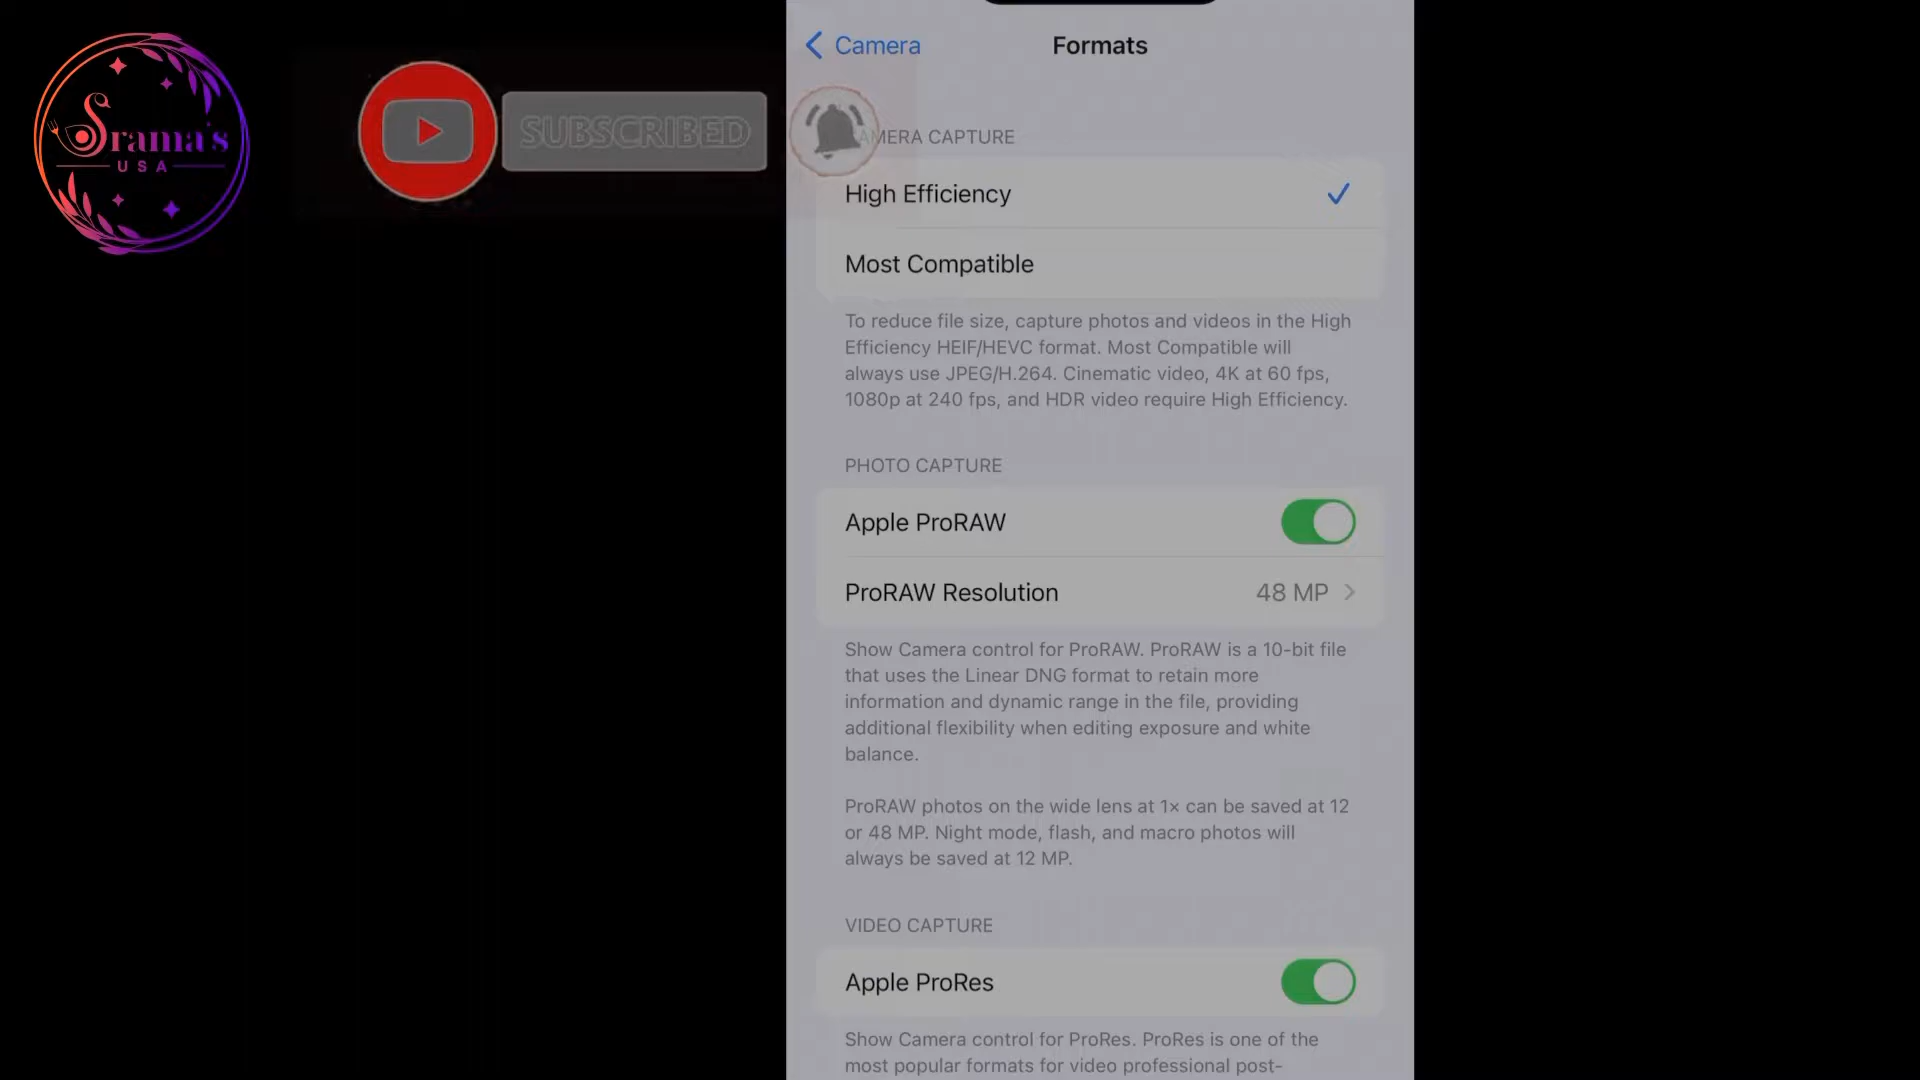 Srama's
USA
SUBSCRIBED
Camera
Formats
AMERA CAPTURE
High Efficiency
Most Compatible
To reduce file size, capture photos and videos in the High
Efficiency HEIF/HEVC format. Most Compatible will
always use JPEG/H.264. Cinematic video, 4K at 60 fps,
1080p at 240 fps, and HDR video require High Efficiency.
PHOTO CAPTURE
Apple ProRAW
ProRAW Resolution 48 MP
Show Camera control for ProRAW. ProRAW is a 10-bit file
that uses the Linear DNG format to retain more
information and dynamic range in the file, providing
additional flexibility when editing exposure and white
balance.
ProRAW photos on the wide lens at 1× can be saved at 12
or 48 MP. Night mode, flash, and macro photos will
always be saved at 12 MP.
VIDEO CAPTURE
Apple ProRes
Show Camera control for ProRes. ProRes is one of the
most popular formats for video professional post-